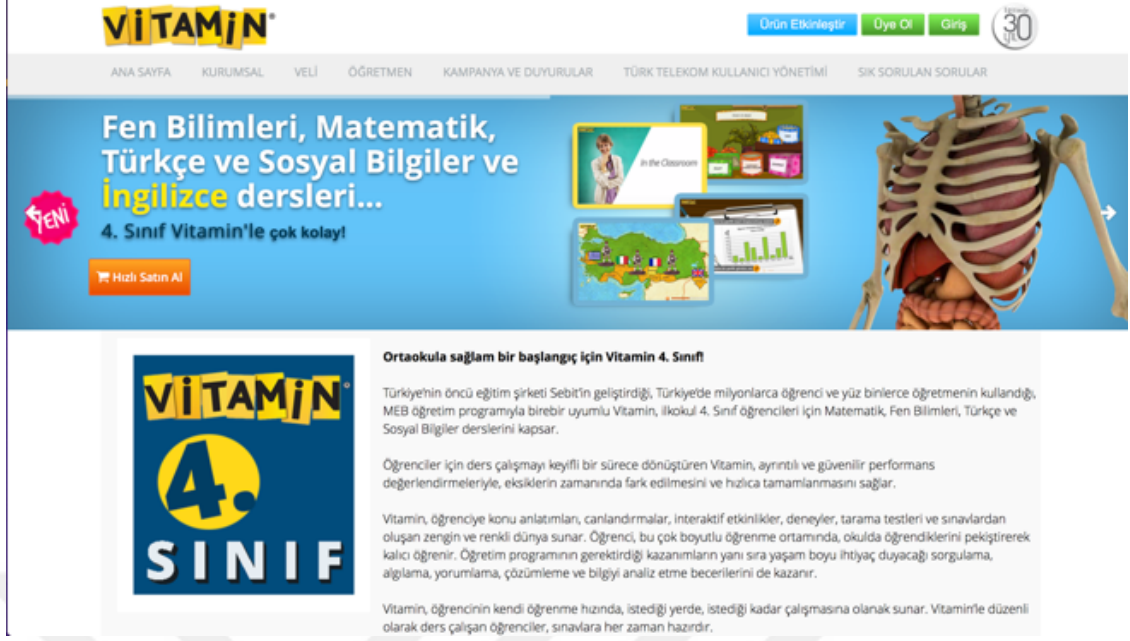 VİTAMİN
Ürün Etkinleştir Üye Ol Giriş 30
ANA SAYFA KURUMSAL VELİ ÖĞRETMEN KAMPANYA VE DUYURULAR TÜRK TELEKOM KULLANICI YÖNETİMİ SIK SORULAN SORULAR
Fen Bilimleri, Matematik,
Türkçe ve Sosyal Bilgiler ve
İngilizce dersleri...
YENİ
4. Sınıf Vitamin'le çok kolay!
Hızlı Satın Al
In the Classroom
VİTAMİN
4.
SINIF
Ortaokula sağlam bir başlangıç için Vitamin 4. Sınıf!
Türkiye'nin öncü eğitim şirketi Sebit'in geliştirdiği, Türkiye'de milyonlarca öğrenci ve yüz binlerce öğretmenin kullandığı,
MEB öğretim programıyla birebir uyumlu Vitamin, ilkokul 4. Sınıf öğrencileri için Matematik, Fen Bilimleri, Türkçe ve
Sosyal Bilgiler derslerini kapsar.
Öğrenciler için ders çalışmayı keyifli bir sürece dönüştüren Vitamin, ayrıntılı ve güvenilir performans
değerlendirmeleriyle, eksiklerin zamanında fark edilmesini ve hızlıca tamamlanmasını sağlar.
Vitamin, öğrenciye konu anlatımları, canlandırmalar, interaktif etkinlikler, deneyler, tarama testleri ve sınavlardan
oluşan zengin ve renkli dünya sunar. Öğrenci, bu çok boyutlu öğrenme ortamında, okulda öğrendiklerini pekiştirerek
kalıcı öğrenir. Öğretim programının gerektirdiği kazanımların yanı sıra yaşam boyu ihtiyaç duyacağı sorgulama,
algılama, yorumlama, çözümleme ve bilgiyi analiz etme becerilerini de kazanır.
Vitamin, öğrencinin kendi öğrenme hızında, istediği yerde, istediği kadar çalışmasına olanak sunar. Vitamin'le düzenli
olarak ders çalışan öğrenciler, sınavlara her zaman hazırdır.